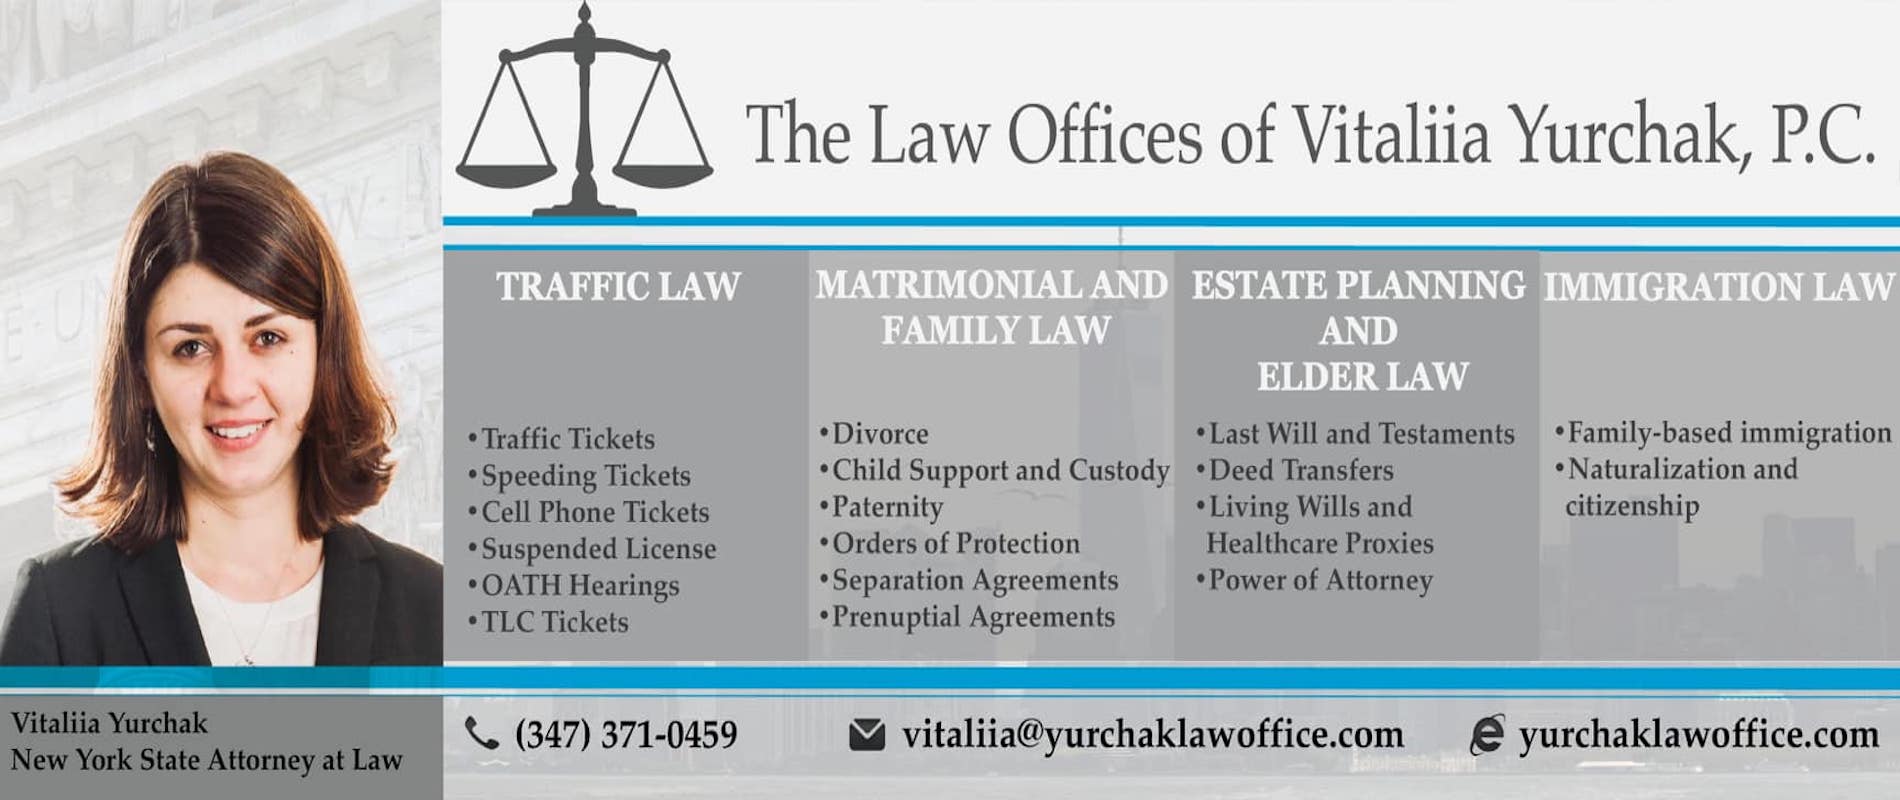 The Law Offices of Vitaliia Yurchak, P.C.
TRAFFIC LAW
•Traffic Tickets
•Speeding Tickets
•Cell Phone Tickets
•Suspended License
•OATH Hearings
•TLC Tickets
MATRIMONIAL AND
FAMILY LAW
•Divorce
•Child Support and Custody
•Paternity
•Orders of Protection
•Separation Agreements
•Prenuptial Agreements
ESTATE PLANNING
AND
ELDER LAW
•Last Will and Testaments
•Deed Transfers
•Living Wills and
Healthcare Proxies
•Power of Attorney
IMMIGRATION LAW
•Family-based immigration
•Naturalization and
citizenship
Vitaliia Yurchak
New York State Attorney at Law
(347) 371-0459
vitaliia@yurchaklawoffice.com
yurchaklawoffice.com